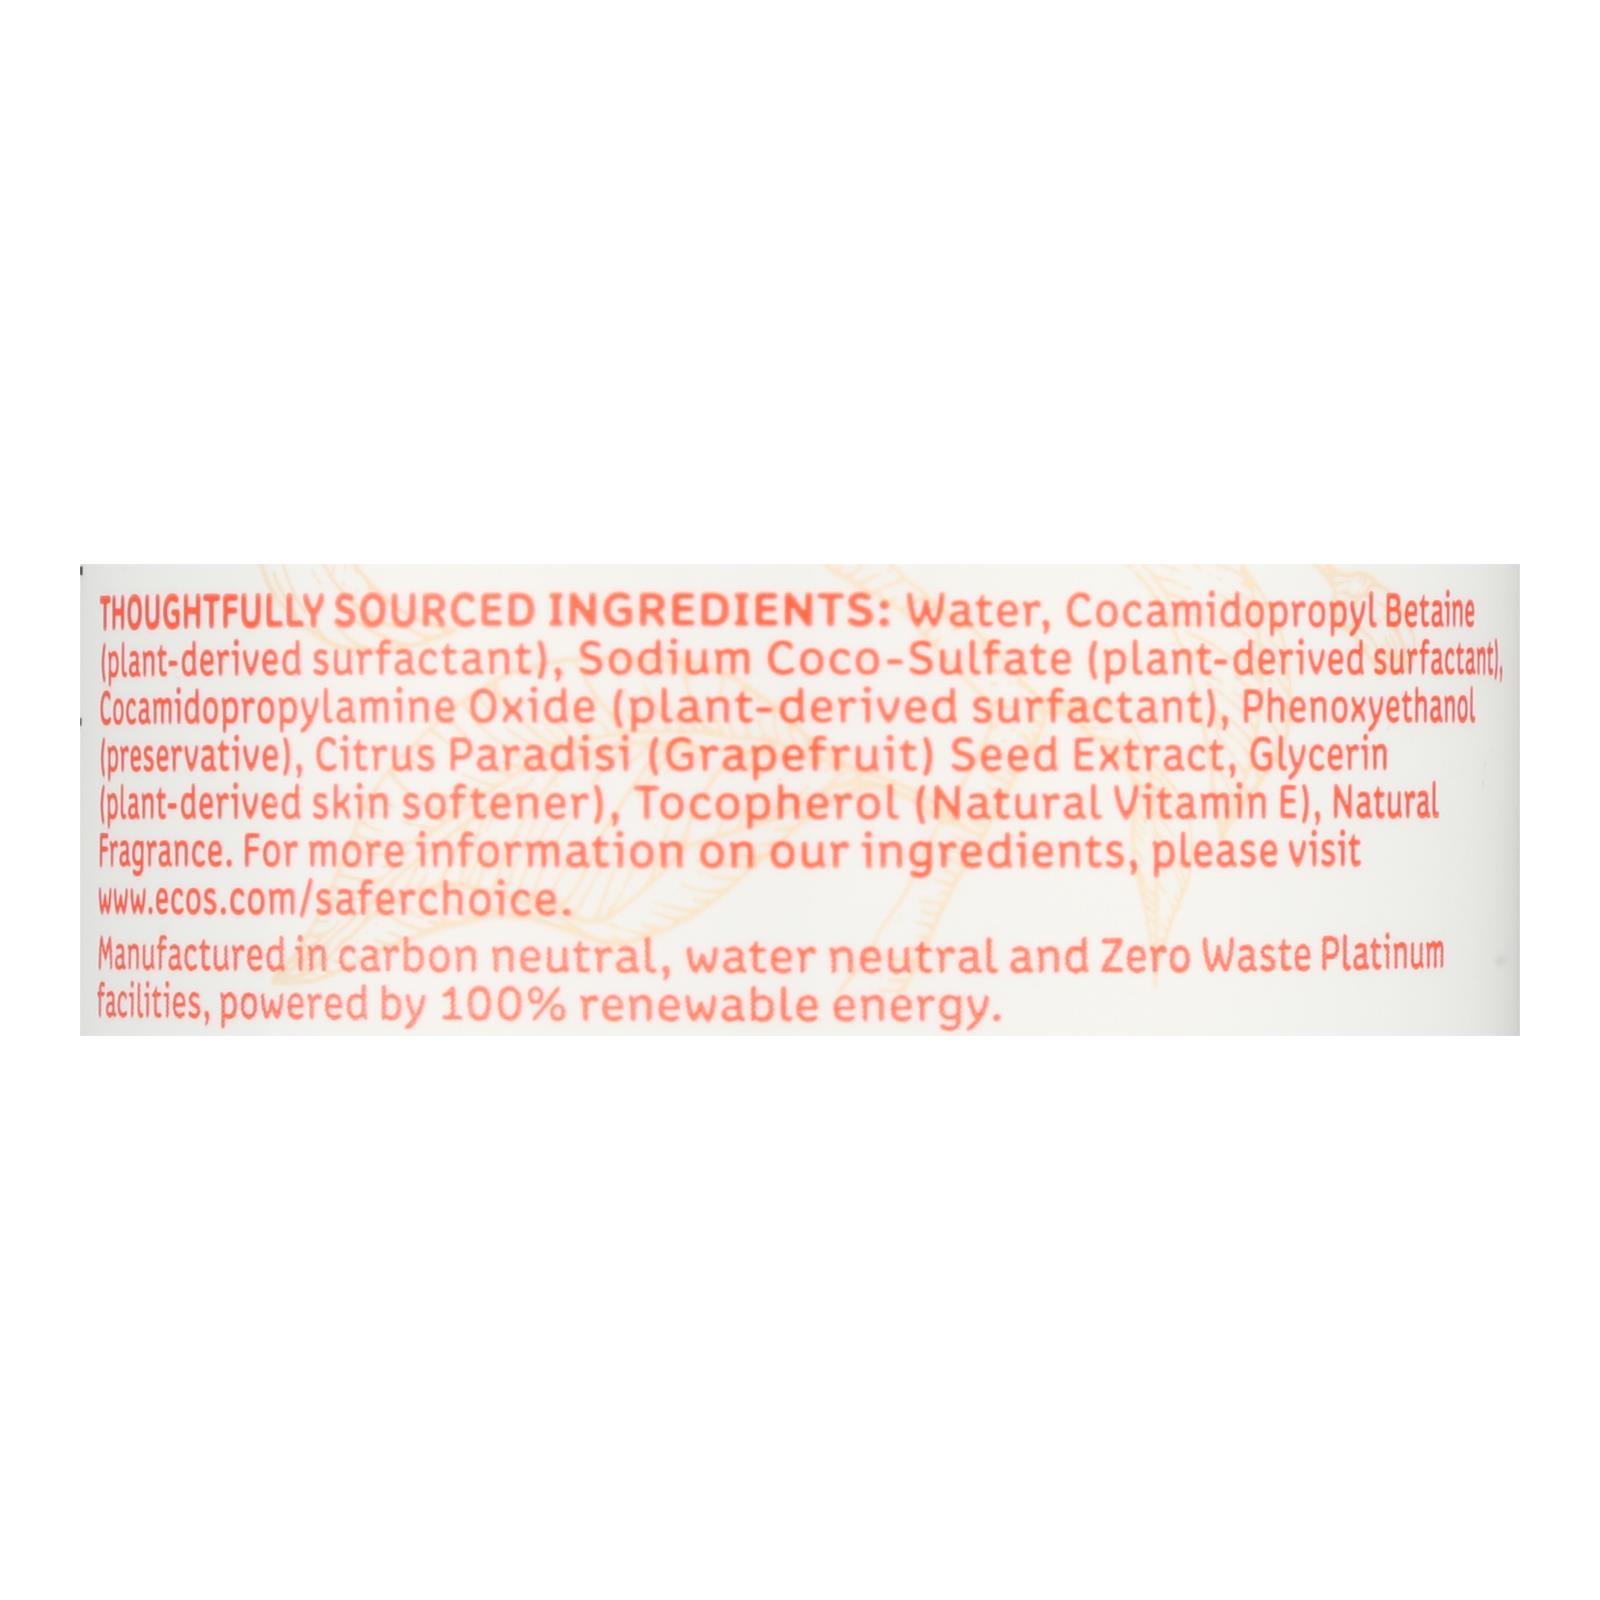 THOUGHTFULLY SOURCED INGREDIENTS: Water, Cocamidopropyl Betaine
(plant-derived surfactant), Sodium Coco-Sulfate (plant-derived surfactant),
Cocamidopropylamine Oxide (plant-derived surfactant), Phenoxyethanol
(preservative), Citrus Paradisi (Grapefruit) Seed Extract, Glycerin
(plant-derived skin softener), Tocopherol (Natural Vitamin E), Natural
Fragrance. For more information on our ingredients, please visit
www.ecos.com/saferchoice.
Manufactured in carbon neutral, water neutral and Zero Waste Platinum
facilities, powered by 100% renewable energy.